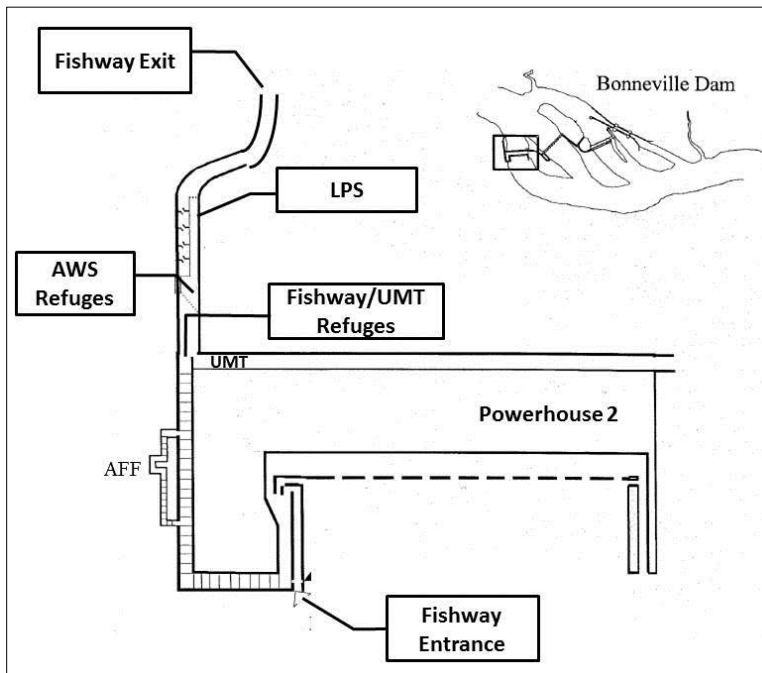 Fishway Exit
Bonneville Dam
LPS
AWS
Refuges
Fishway/UMT
Refuges
UMT
Powerhouse 2
AFF
Fishway
Entrance